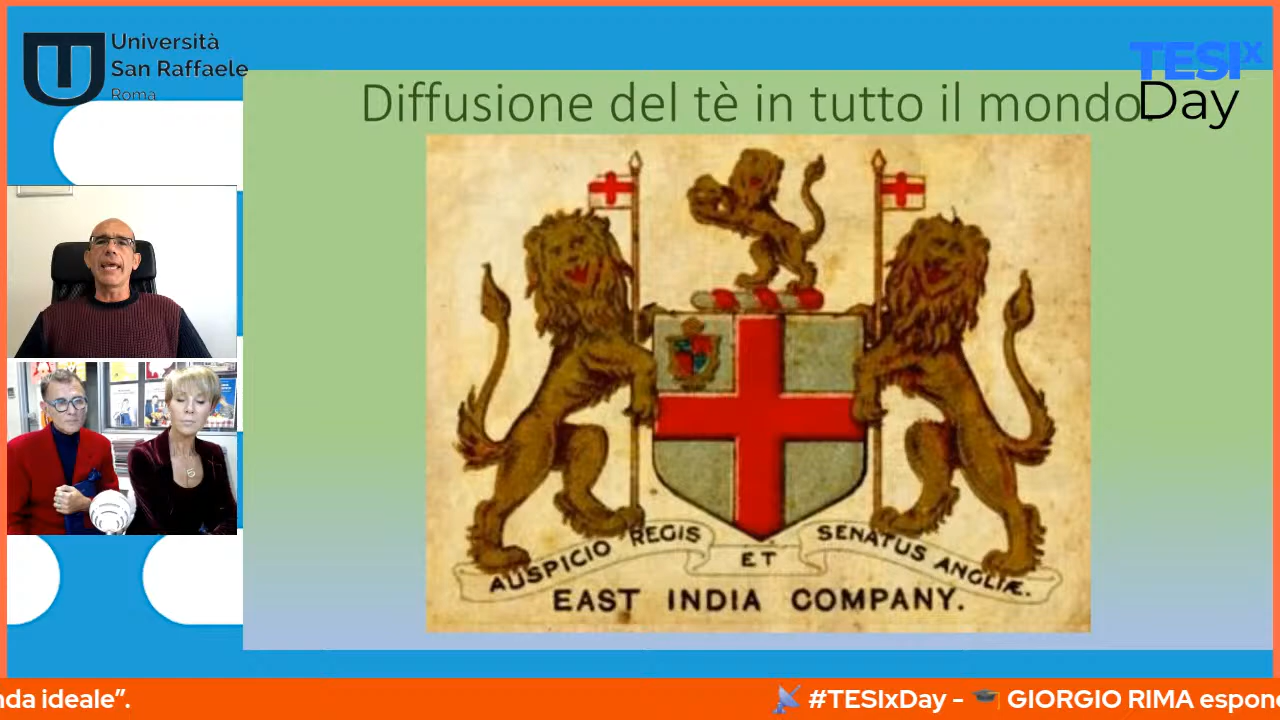 Università
San Raffaele
Roma
TESIx
Day
Diffusione del tè in tutto il mondo.
AUSPICIO REGIS ET SENATUS ANGLIÆ.
EAST INDIA COMPANY.
nda ideale”.
#TESIxDay - GIORGIO RIMA espone